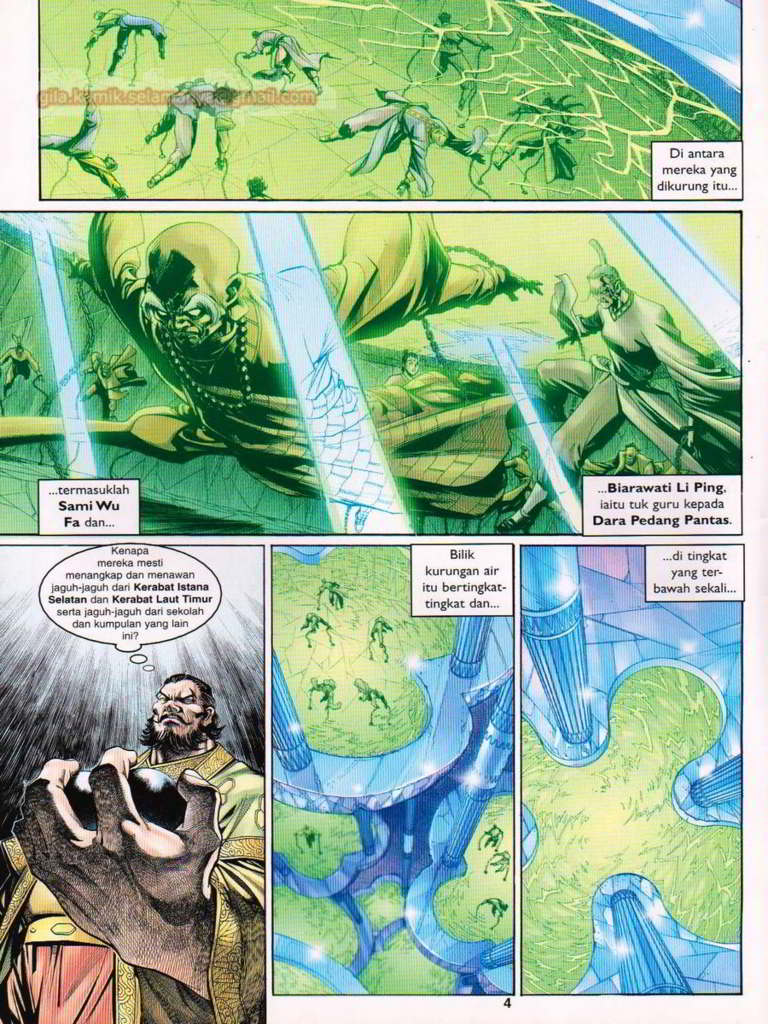 gila.komik.selamanya@gmail.com
Di antara
mereka yang
dikurung itu...
...termasuklah
Sami Wu
Fa dan...
...Biarawati Li Ping,
iaitu tuk guru kepada
Dara Pedang Pantas.
Kenapa
mereka mesti
menangkap dan menawan
jaguh-jaguh dari Kerabat Istana
Selatan dan Kerabat Laut Timur
serta jaguh-jaguh dari sekolah
dan kumpulan yang lain
ini?
Bilik
kurungan air
itu bertingkat-
tingkat dan...
...di tingkat
yang ter-
bawah sekali...
4